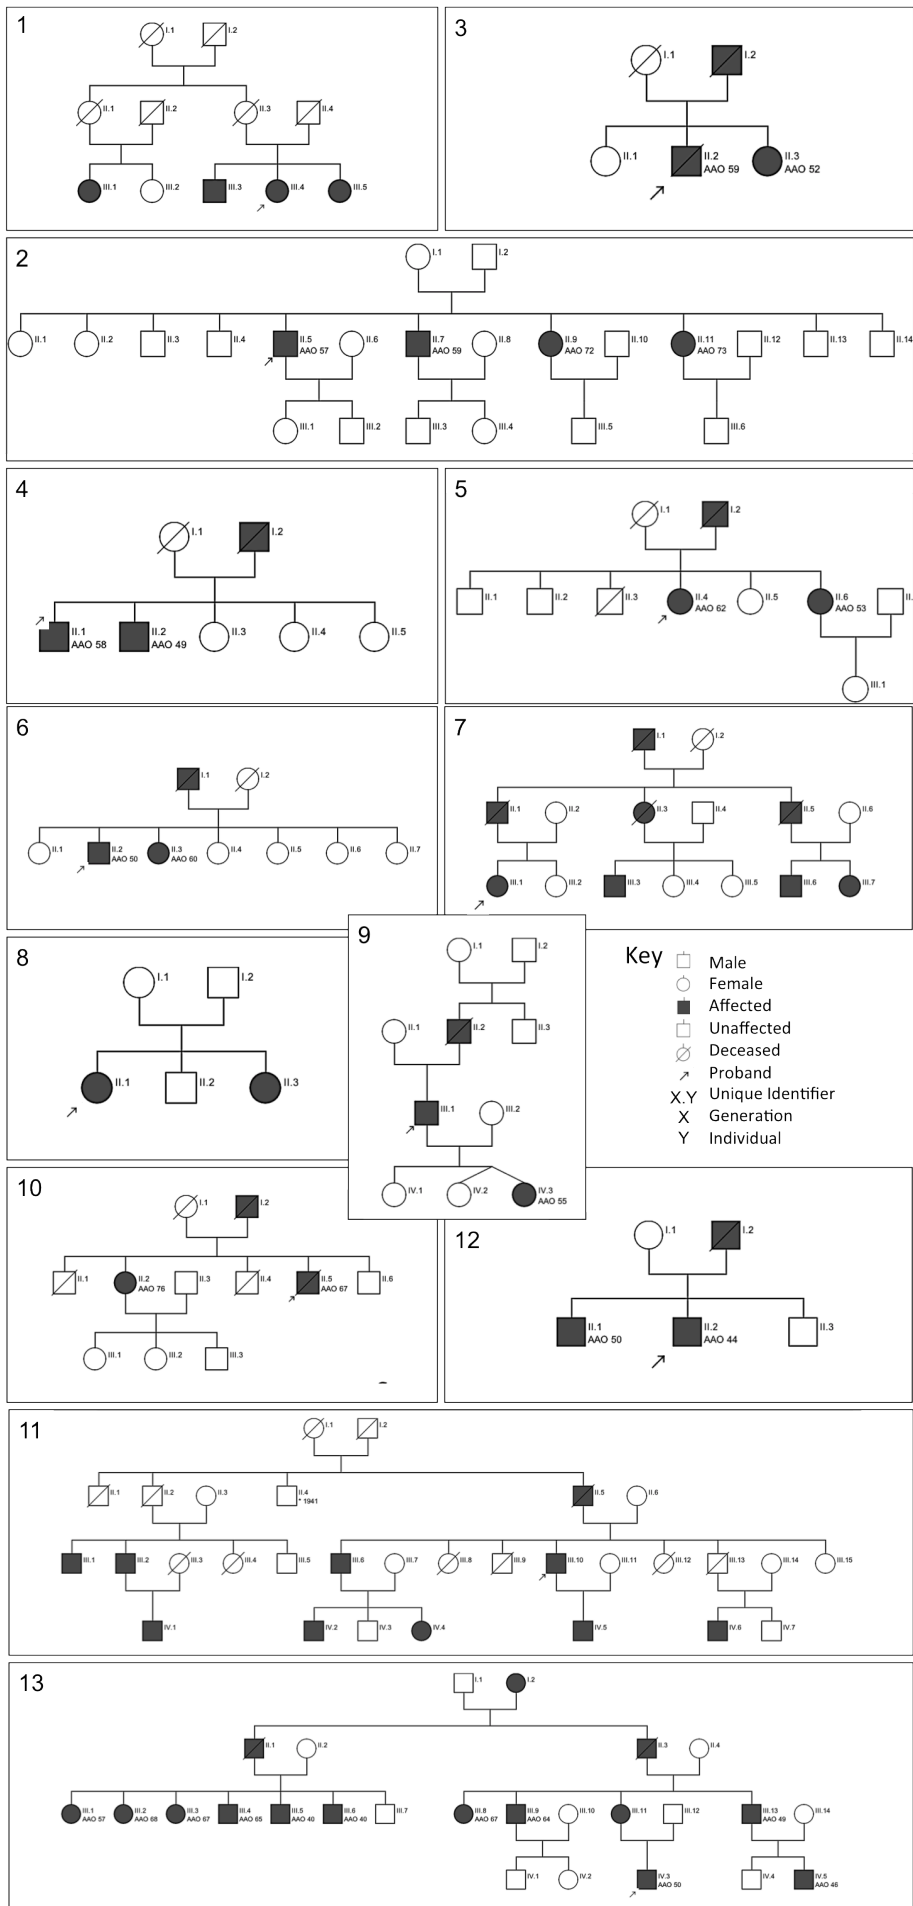 1
I.1 I.2
II.1 II.2 II.3 II.4
III.1 III.2 III.3 III.4 III.5
3
I.1 I.2
II.1 II.2 II.3
AAO 59 AAO 52
2
I.1 I.2
II.1 II.2 II.3 II.4 II.5 II.6 II.7 II.8 II.9 II.10 II.11 II.12 II.13 II.14
AAO 57 AAO 59 AAO 72 AAO 73
III.1 III.2 III.3 III.4 III.5 III.6
4
I.1 I.2
II.1 II.2 II.3 II.4 II.5
AAO 58 AAO 49
5
I.1 I.2
II.1 II.2 II.3 II.4 II.5 II.6 II.
AAO 62 AAO 53
III.1
6
I.1 I.2
II.1 II.2 II.3 II.4 II.5 II.6 II.7
AAO 50 AAO 60
7
I.1 I.2
II.1 II.2 II.3 II.4 II.5 II.6
III.1 III.2 III.3 III.4 III.5 III.6 III.7
8
I.1 I.2
II.1 II.2 II.3
9
I.1 I.2
II.1 II.2 II.3
III.1 III.2
IV.1 IV.2 IV.3
AAO 55
Key
Male
Female
Affected
Unaffected
Deceased
Proband
X.Y Unique Identifier
X Generation
Y Individual
10
I.1 I.2
II.1 II.2 II.3 II.4 II.5 II.6
AAO 76 AAO 67
III.1 III.2 III.3
12
I.1 I.2
II.1 II.2 II.3
AAO 50 AAO 44
11
I.1 I.2
II.1 II.2 II.3 II.4 II.5 II.6
* 1941
III.1 III.2 III.3 III.4 III.5 III.6 III.7 III.8 III.9 III.10 III.11 III.12 III.13 III.14 III.15
IV.1 IV.2 IV.3 IV.4 IV.5 IV.6 IV.7
13
I.1 I.2
II.1 II.2 II.3 II.4
III.1 III.2 III.3 III.4 III.5 III.6 III.7 III.8 III.9 III.10 III.11 III.12 III.13 III.14
AAO 57 AAO 68 AAO 67 AAO 65 AAO 40 AAO 40 AAO 67 AAO 64 AAO 49
IV.1 IV.2 IV.3 IV.4 IV.5
AAO 50 AAO 46